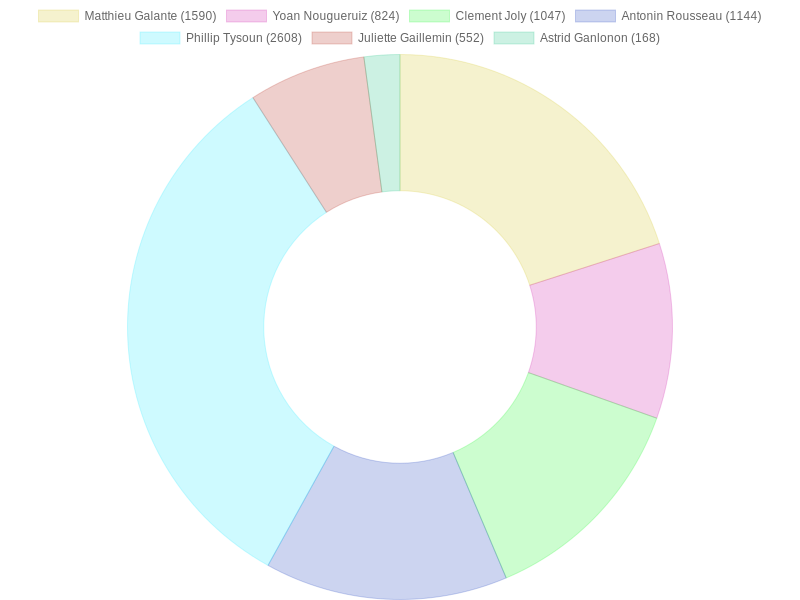 Matthieu Galante (1590) Yoan Nougueruiz (824) Clement Joly (1047) Antonin Rousseau (1144)
Phillip Tysoun (2608) Juliette Gaillemin (552) Astrid Ganlonon (168)